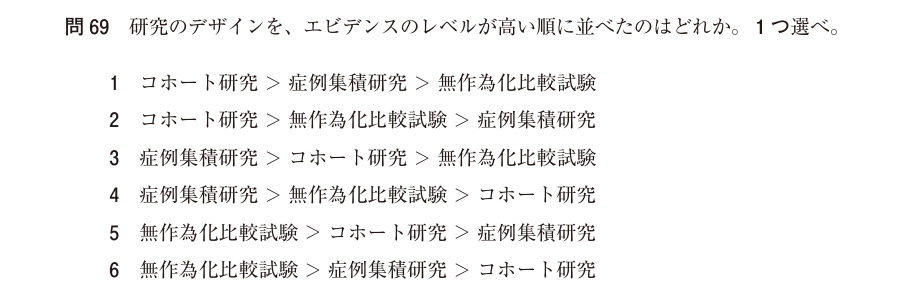 問 69 研究のデザインを、エビデンスのレベルが高い順に並べたのはどれか。1つ選べ。
1 コホート研究 > 症例集積研究 > 無作為化比較試験
2 コホート研究 > 無作為化比較試験 > 症例集積研究
3 症例集積研究 > コホート研究 > 無作為化比較試験
4 症例集積研究 > 無作為化比較試験 > コホート研究
5 無作為化比較試験 > コホート研究 > 症例集積研究
6 無作為化比較試験 > 症例集積研究 > コホート研究